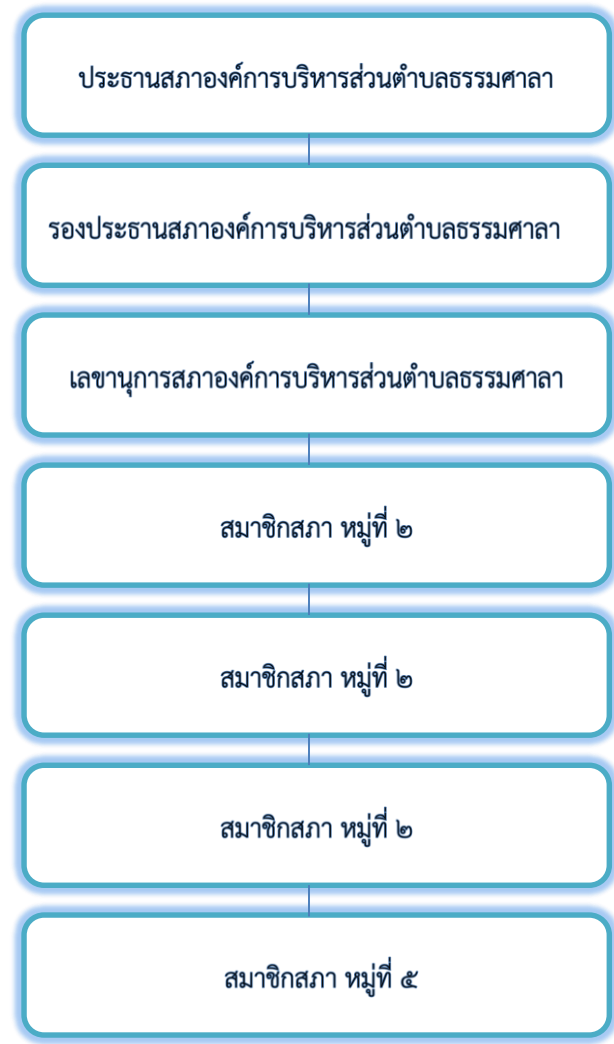 ประธานสภาองค์การบริหารส่วนตำบลธรรมศาลา
รองประธานสภาองค์การบริหารส่วนตำบลธรรมศาลา
เลขานุการสภาองค์การบริหารส่วนตำบลธรรมศาลา
สมาชิกสภา หมู่ที่ ๒
สมาชิกสภา หมู่ที่ ๒
สมาชิกสภา หมู่ที่ ๒
สมาชิกสภา หมู่ที่ ๕